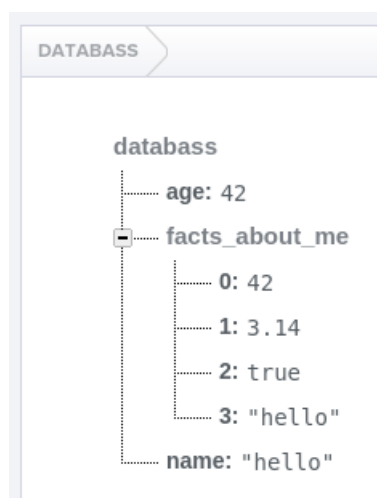 DATABASS
databass
age: 42
facts_about_me
0: 42
1: 3.14
2: true
3: "hello"
name: "hello"